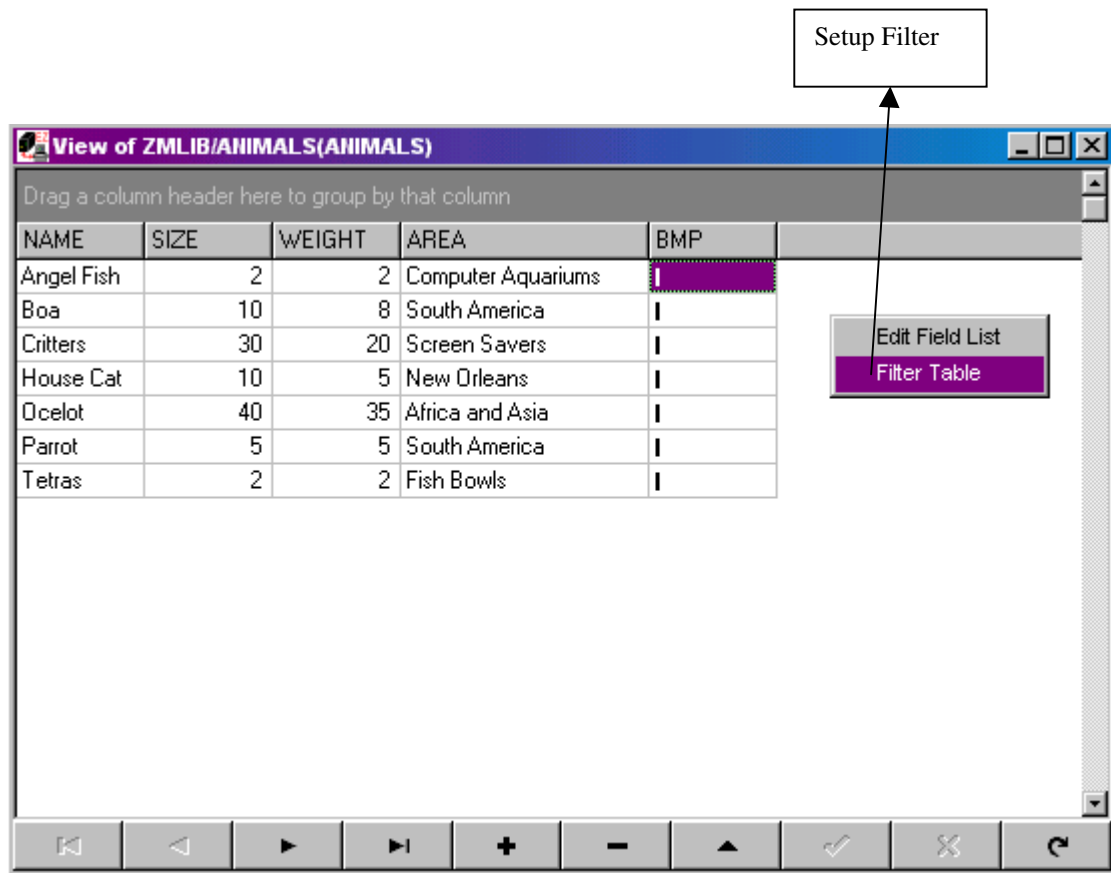 Setup Filter
View of ZMLIB/ANIMALS(ANIMALS)
Drag a column header here to group by that column
NAME SIZE WEIGHT AREA BMP
Angel Fish 2 2 Computer Aquariums
Boa 10 8 South America
Critters 30 20 Screen Savers
House Cat 10 5 New Orleans
Ocelot 40 35 Africa and Asia
Parrot 5 5 South America
Tetras 2 2 Fish Bowls
Edit Field List
Filter Table